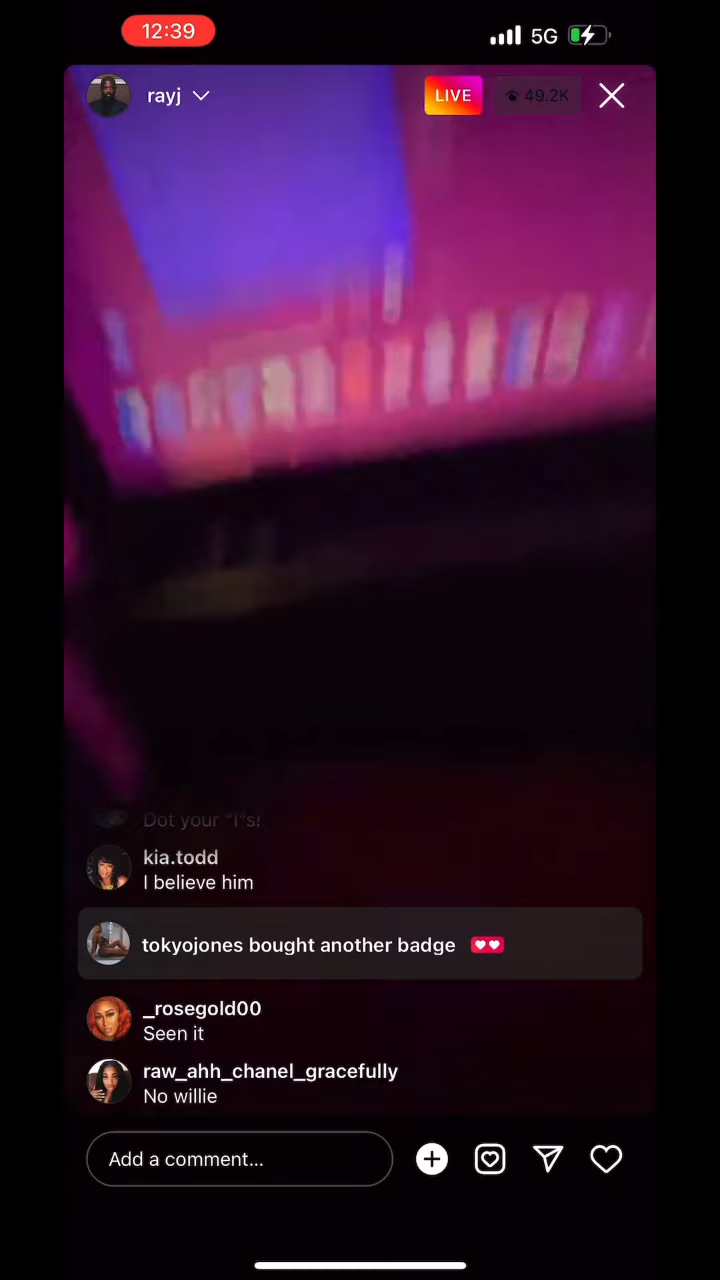 12:39
5G
rayj
LIVE
49.2K
Dot your "I"s!
kia.todd
I believe him
tokyojones bought another badge
_rosegold00
Seen it
raw_ahh_chanel_gracefully
No willie
Add a comment...